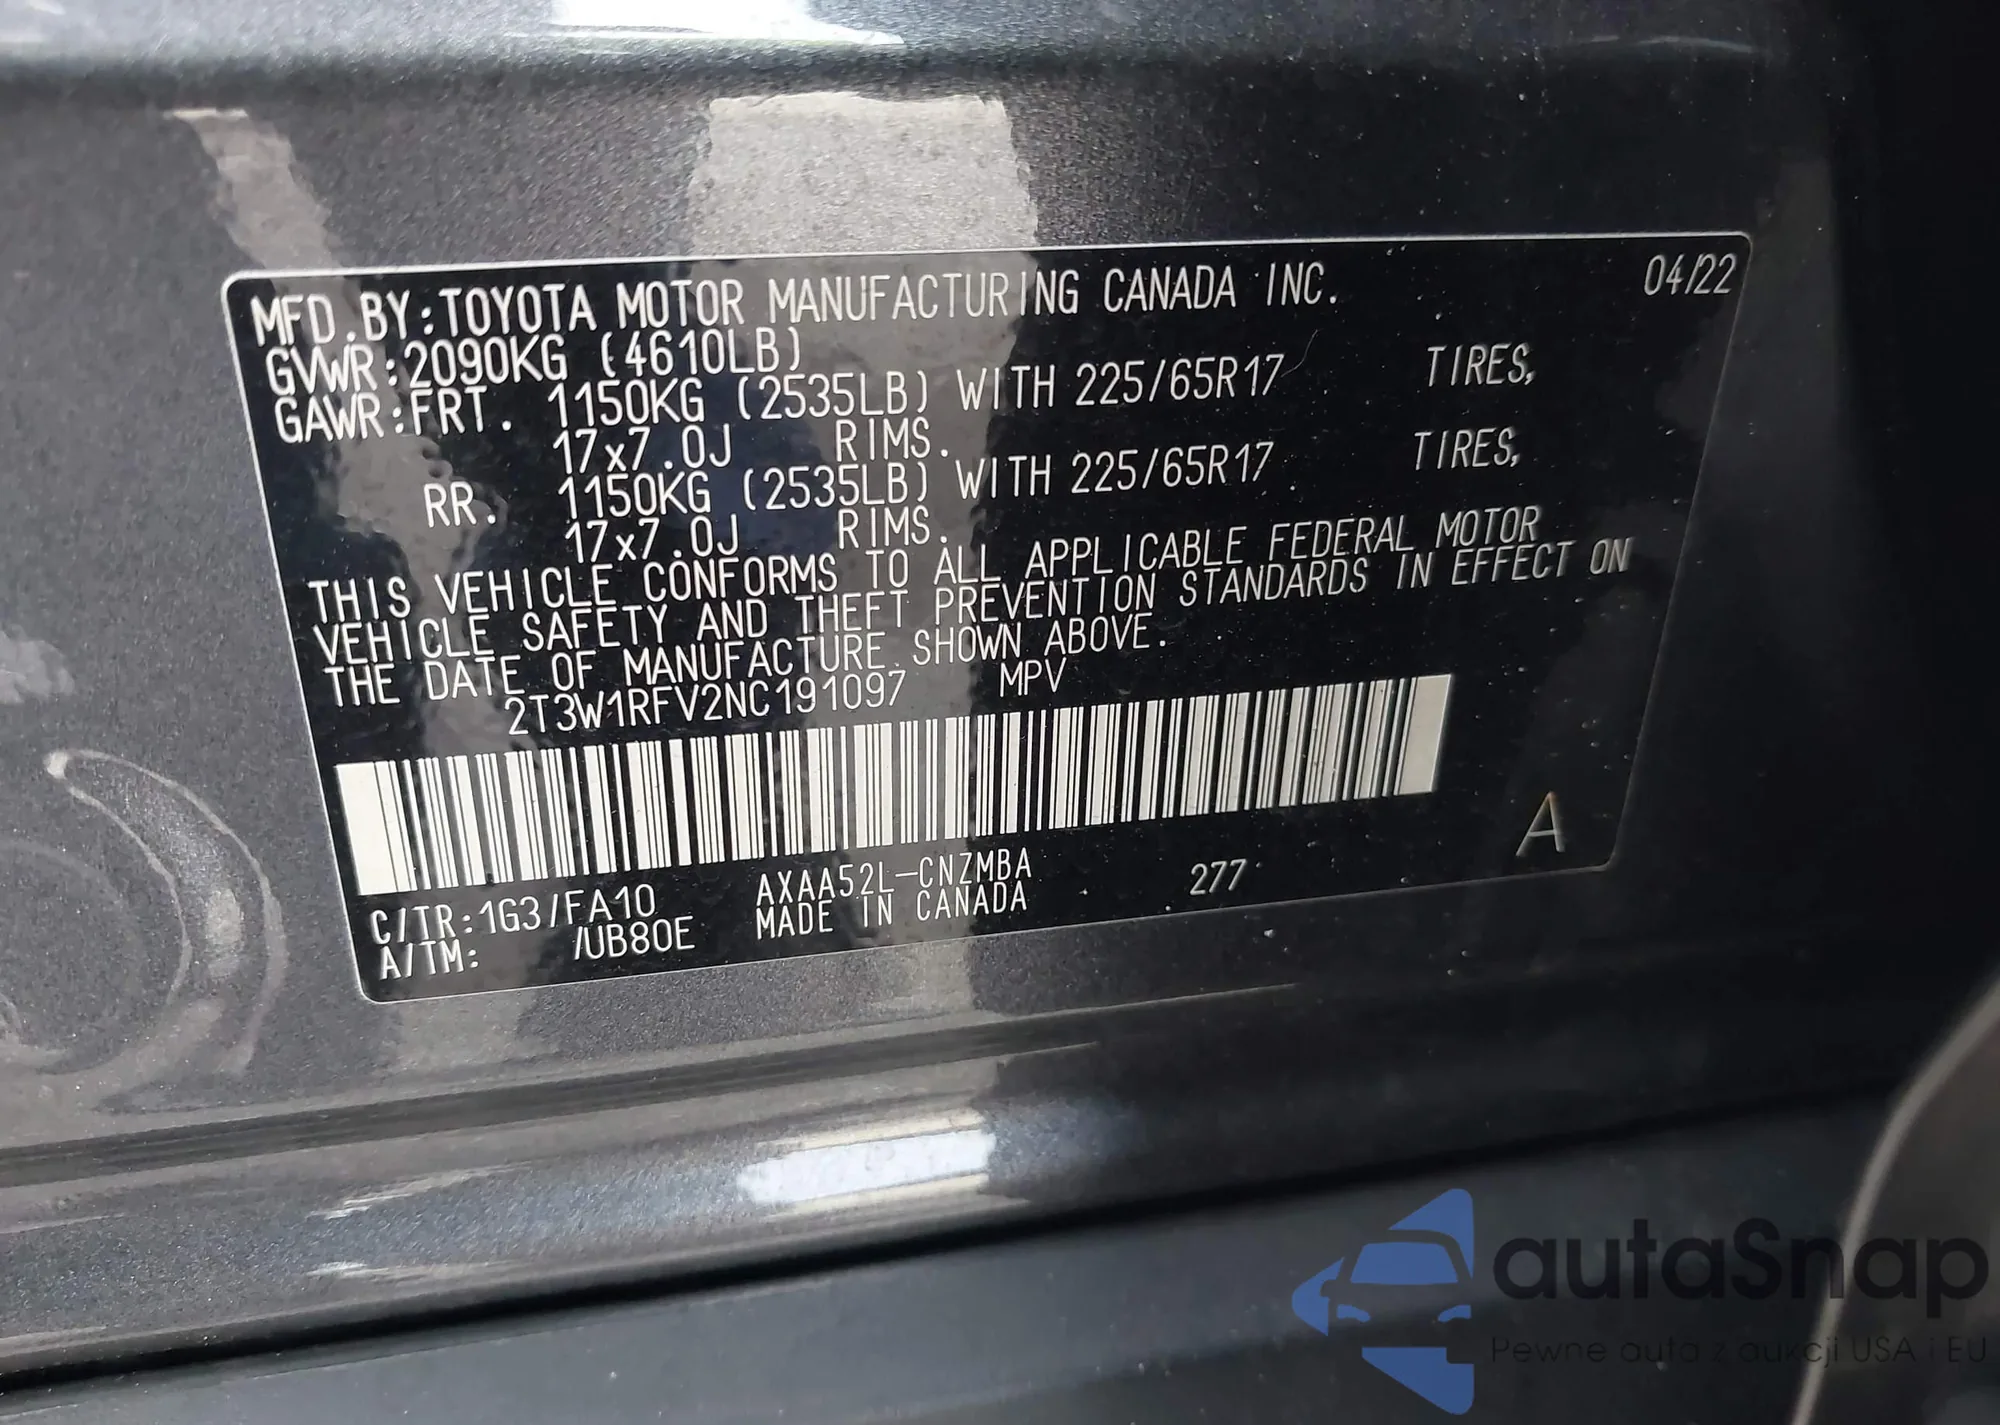 MFD.BY:TOYOTA MOTOR MANUFACTURING CANADA INC. 04/22
GVWR:2090KG (4610LB)
GAWR:FRT. 1150KG (2535LB) WITH 225/65R17 TIRES,
17x7.0J RIMS.
RR. 1150KG (2535LB) WITH 225/65R17 TIRES,
17x7.0J RIMS.
THIS VEHICLE CONFORMS TO ALL APPLICABLE FEDERAL MOTOR
VEHICLE SAFETY AND THEFT PREVENTION STANDARDS IN EFFECT ON
THE DATE OF MANUFACTURE SHOWN ABOVE.
2T3W1RFV2NC191097 MPV
C/TR:1G3/FA10 AXAA52L-CNZMBA 277 A
A/TM: /UB80E MADE IN CANADA
autaSnap
Pewne auta z aukcji USA i EU